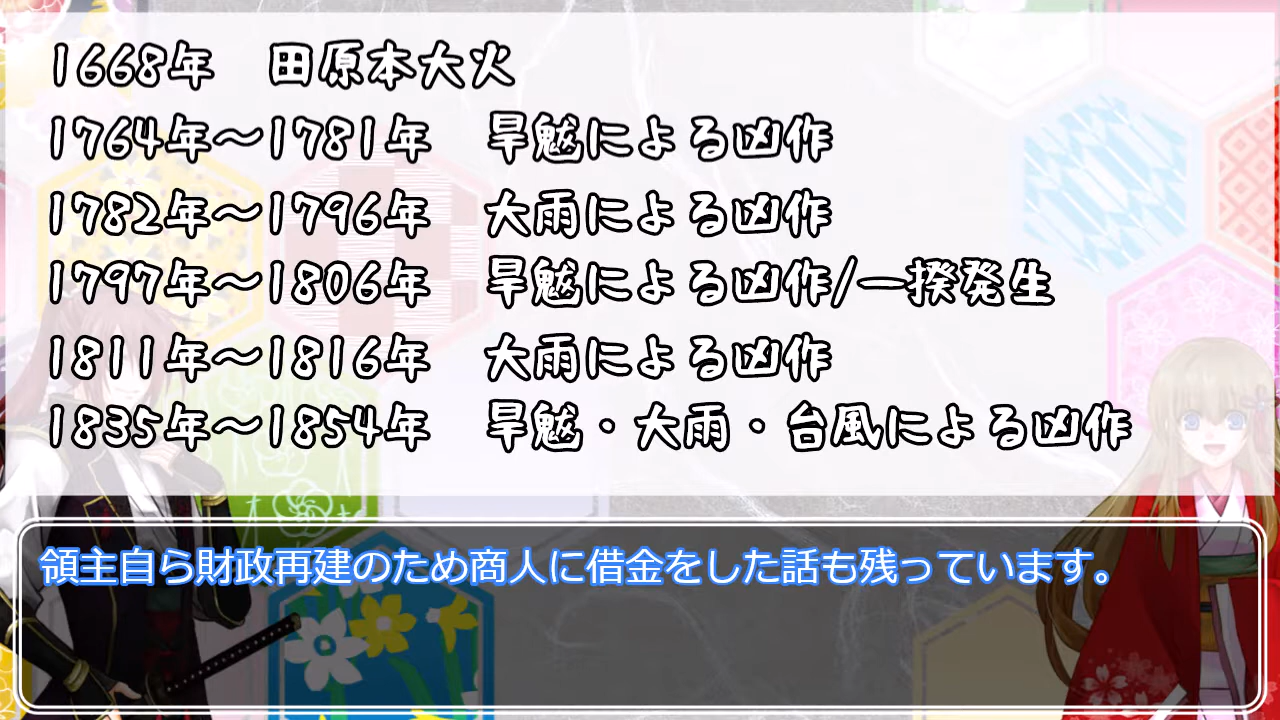 1668年　田原本大火
1764年～1781年　旱魃による凶作
1782年～1796年　大雨による凶作
1797年～1806年　旱魃による凶作/一揆発生
1811年～1816年　大雨による凶作
1835年～1854年　旱魃・大雨・台風による凶作
領主自ら財政再建のため商人に借金をした話も残っています。